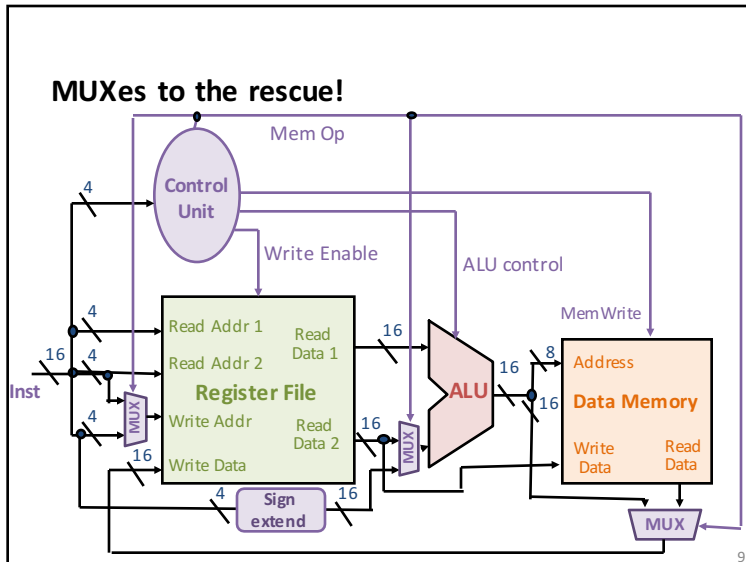 MUXes to the rescue!
Mem Op
4
Control
Unit
Write Enable
ALU control
MemWrite
4
Read Addr 1
Read
Data 1
16
16
4
Read Addr 2
Inst
Register File
MUX
Write Addr
4
Read
Data 2
16
Write Data
16
MUX
ALU
16
8
16
Address
Data Memory
Write
Data
Read
Data
4
Sign
extend
16
MUX
9